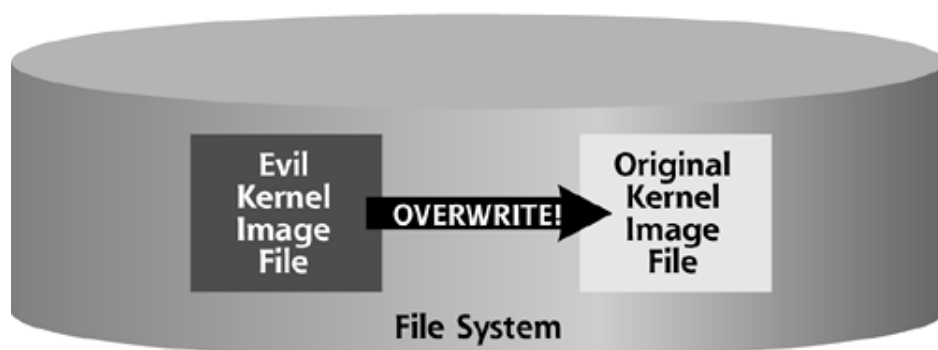 Evil
Kernel
Image
File
OVERWRITE!
Original
Kernel
Image
File
File System